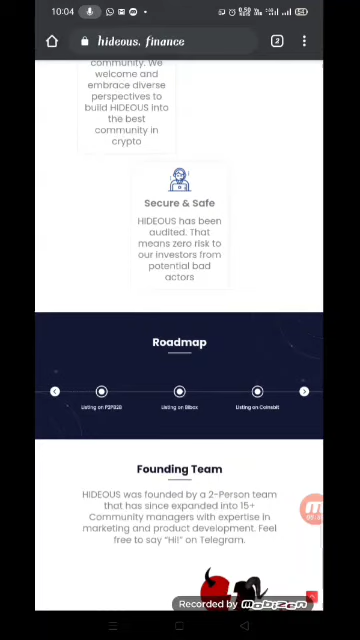 10:04
hideous. finance
2
community. We
welcome and
embrace diverse
perspectives to
build HIDEOUS into
the best
community in
crypto
Secure & Safe
HIDEOUS has been
audited. That
means zero risk to
our investors from
potential bad
actors
Roadmap
Listing on P2PB2B
Listing on Bibox
Listing on Coinsbit
Founding Team
HIDEOUS was founded by a 2-Person team
that has since expanded into 15+
Community managers with expertise in
marketing and product development. Feel
free to say "Hi!" on Telegram.
Recorded by Mobizen